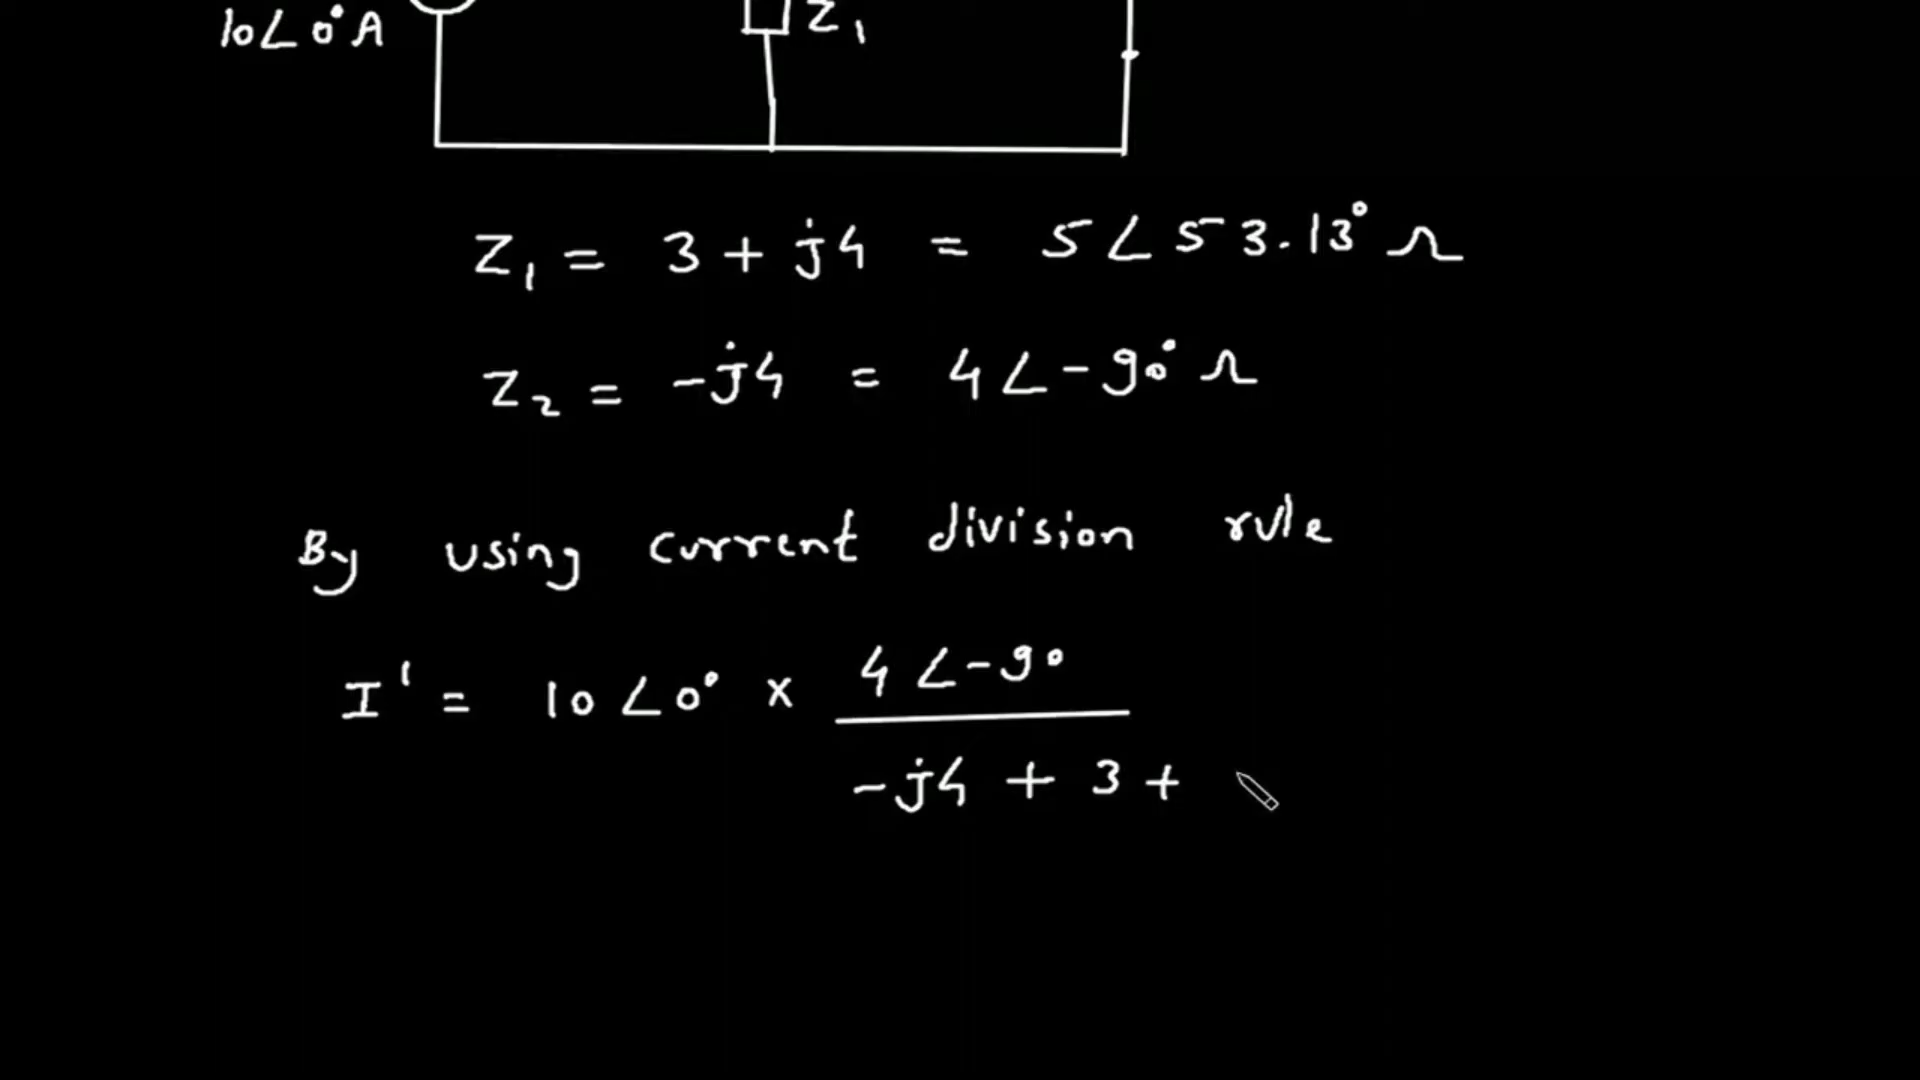 10∠0°A
Z1
Z1 = 3 + j4 = 5∠53.13° Ω
Z2 = -j4 = 4∠-90° Ω
By using current division rule
I' = 10∠0° × 4∠-90
-j4 + 3 +